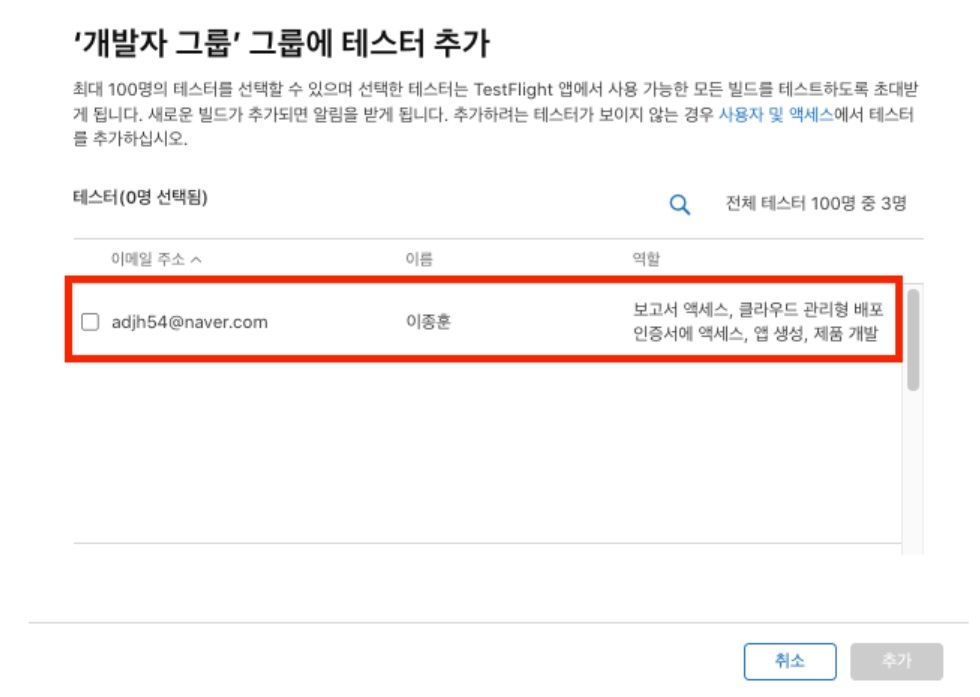 ‘개발자 그룹’ 그룹에 테스터 추가
최대 100명의 테스터를 선택할 수 있으며 선택한 테스터는 TestFlight 앱에서 사용 가능한 모든 빌드를 테스트하도록 초대받
게 됩니다. 새로운 빌드가 추가되면 알림을 받게 됩니다. 추가하려는 테스터가 보이지 않는 경우 사용자 및 액세스에서 테스터
를 추가하십시오.
테스터(0명 선택됨)
전체 테스터 100명 중 3명
이메일 주소 이름 역할
adjh54@naver.com 이종훈 보고서 액세스, 클라우드 관리형 배포
인증서에 액세스, 앱 생성, 제품 개발
취소 추가